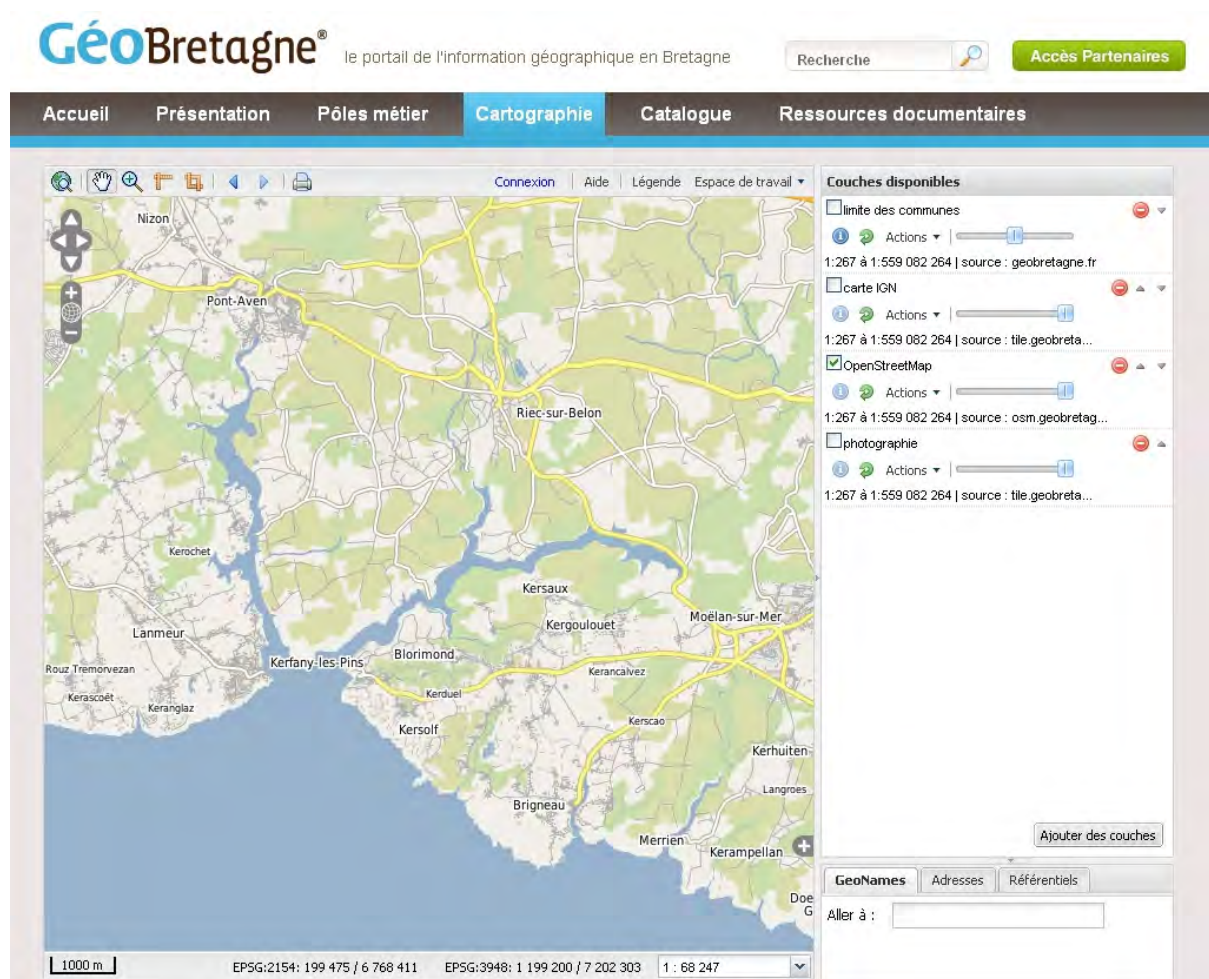 GéoBretagne®
le portail de l'information géographique en Bretagne
Recherche
Accès Partenaires
Accueil Présentation Pôles métier Cartographie Catalogue Ressources documentaires
Connexion | Aide | Légende Espace de travail
Couches disponibles
limite des communes
Actions
1:267 à 1:559 082 264 | source : geobretagne.fr
carte IGN
Actions
1:267 à 1:559 082 264 | source : tile.geobreta...
OpenStreetMap
Actions
1:267 à 1:559 082 264 | source : osm.geobretag...
photographie
Actions
1:267 à 1:559 082 264 | source : tile.geobreta...
Ajouter des couches
GeoNames Adresses Référentiels
Aller à :
Nizon
Pont-Aven
Riec-sur-Belon
Kerochet
Kersaux
Kergoulouet
Moëlan-sur-Mer
Lanmeur
Blorimond
Kerfany-les-Pins
Rouz Tremorvezan
Kerancalvez
Kerascoët
Keranglaz
Kerduel
Kersolf
Kerscao
Kerhuiten
Langroes
Brigneau
Merrien
Kerampellan
Doe
G
1000 m
EPSG:2154: 199 475 / 6 768 411
EPSG:3948: 1 199 200 / 7 202 303
1 : 68 247